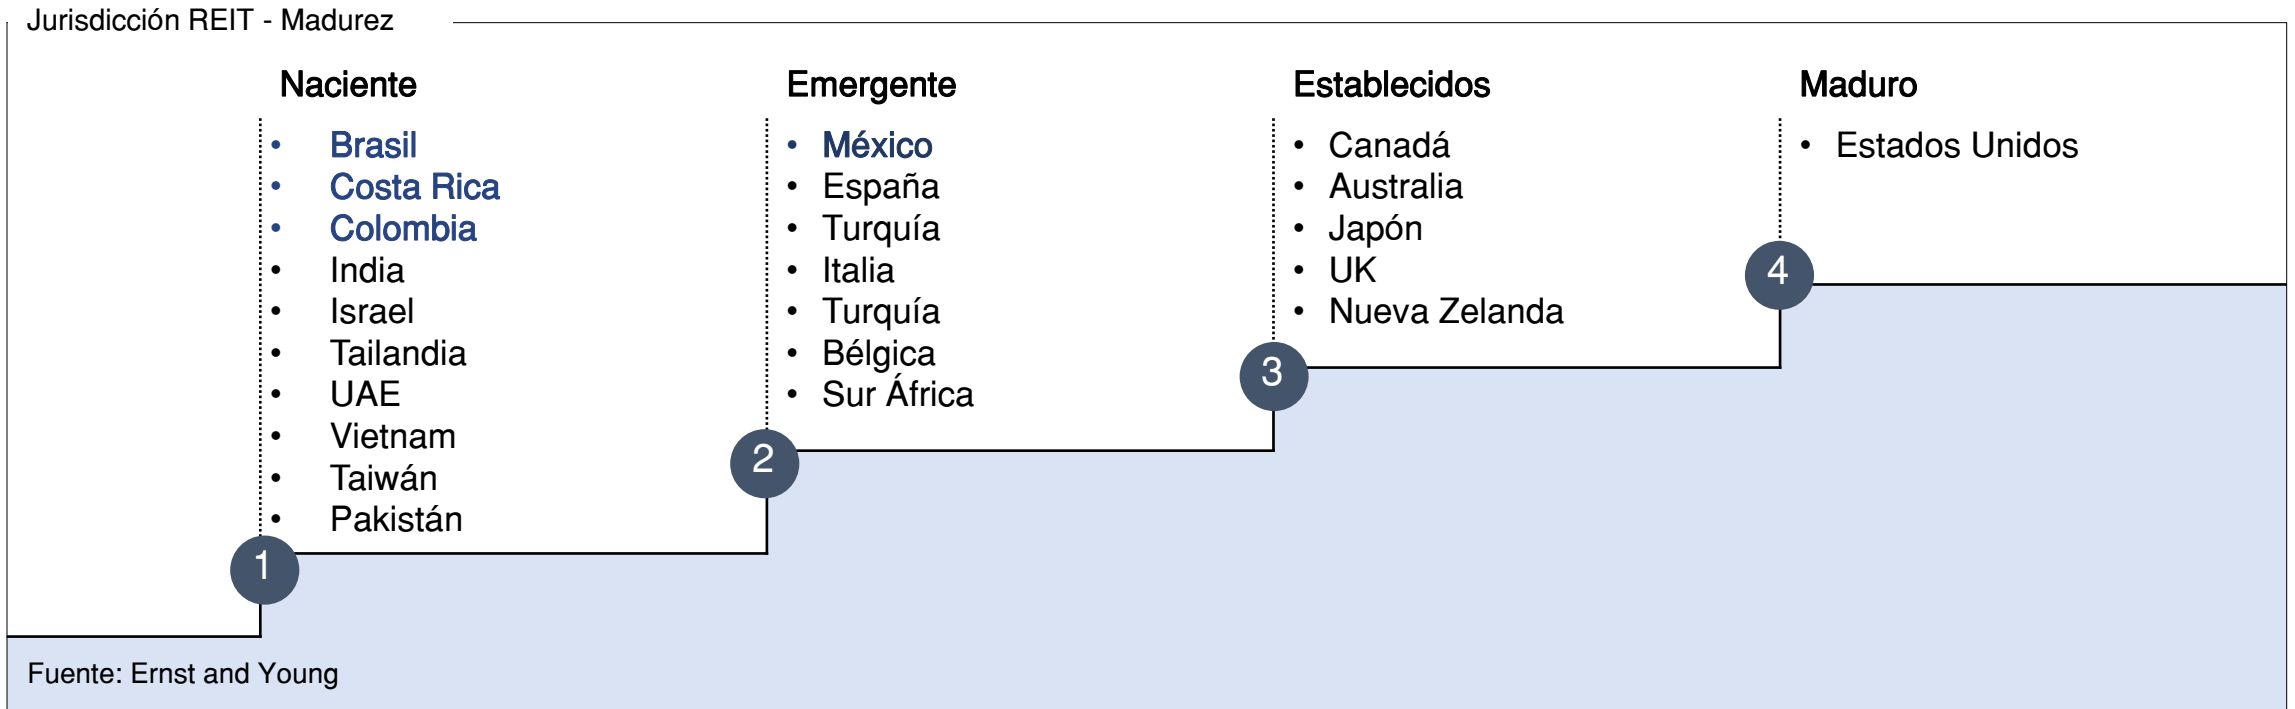 Jurisdicción REIT - Madurez
Naciente
• Brasil
• Costa Rica
• Colombia
• India
• Israel
• Tailandia
• UAE
• Vietnam
• Taiwán
• Pakistán
1
Emergente
• México
• España
• Turquía
• Italia
• Turquía
• Bélgica
• Sur África
2
Establecidos
• Canadá
• Australia
• Japón
• UK
• Nueva Zelanda
3
Maduro
• Estados Unidos
4
Fuente: Ernst and Young